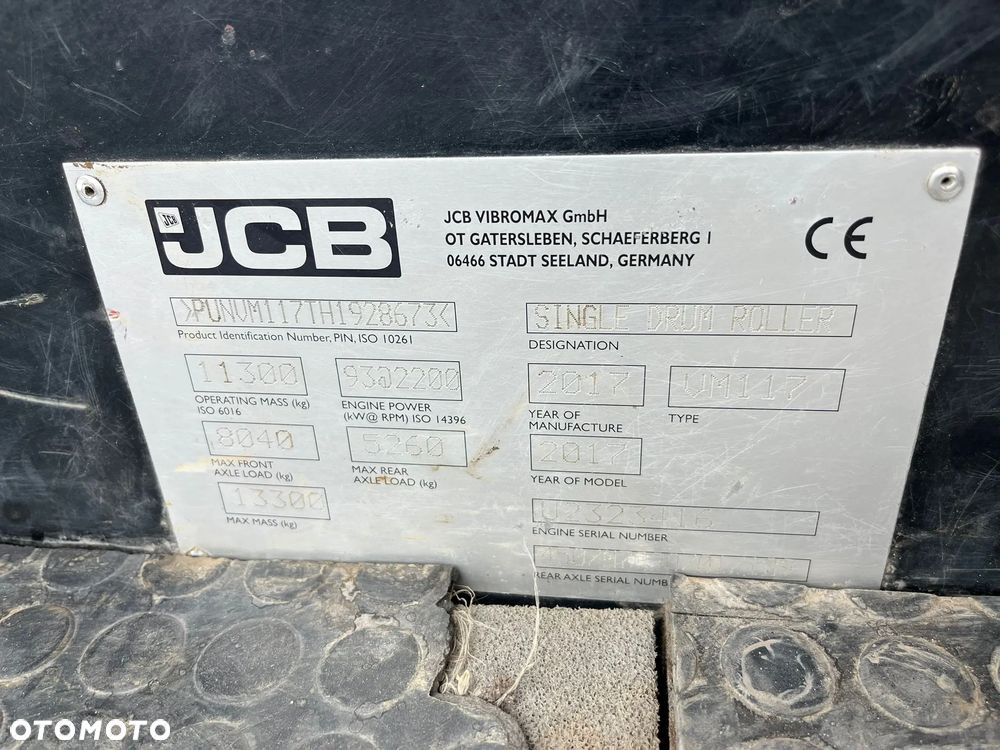 JCB
JCB
JCB VIBROMAX GmbH
OT GATERSLEBEN, SCHAEFERBERG 1
06466 STADT SEELAND, GERMANY
CE
>PUNVM117TH1928673<
Product Identification Number, PIN, ISO 10261
SINGLE DRUM ROLLER
DESIGNATION
11300
OPERATING MASS (kg)
ISO 6016
93@2200
ENGINE POWER
(kW@ RPM) ISO 14396
2017
YEAR OF
MANUFACTURE
VM117
TYPE
8040
MAX FRONT
AXLE LOAD (kg)
5260
MAX REAR
AXLE LOAD (kg)
2017
YEAR OF MODEL
13300
MAX MASS (kg)
ENGINE SERIAL NUMBER
REAR AXLE SERIAL NUMB
OTOMOTO